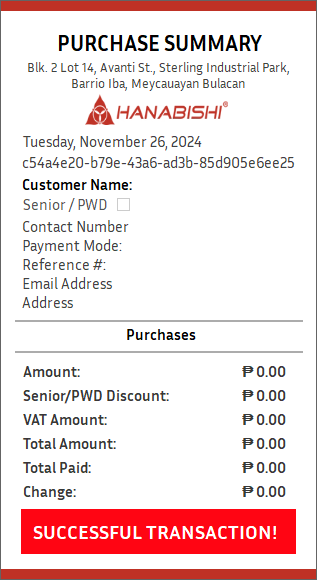 PURCHASE SUMMARY
Blk. 2 Lot 14, Avanti St., Sterling Industrial Park,
Barrio Iba, Meycauayan Bulacan
HANABISHI®
Tuesday, November 26, 2024
c54a4e20-b79e-43a6-ad3b-85d905e6ee25
Customer Name:
Senior / PWD
Contact Number
Payment Mode:
Reference #:
Email Address
Address
Purchases
Amount: ₱ 0.00
Senior/PWD Discount: ₱ 0.00
VAT Amount: ₱ 0.00
Total Amount: ₱ 0.00
Total Paid: ₱ 0.00
Change: ₱ 0.00
SUCCESSFUL TRANSACTION!